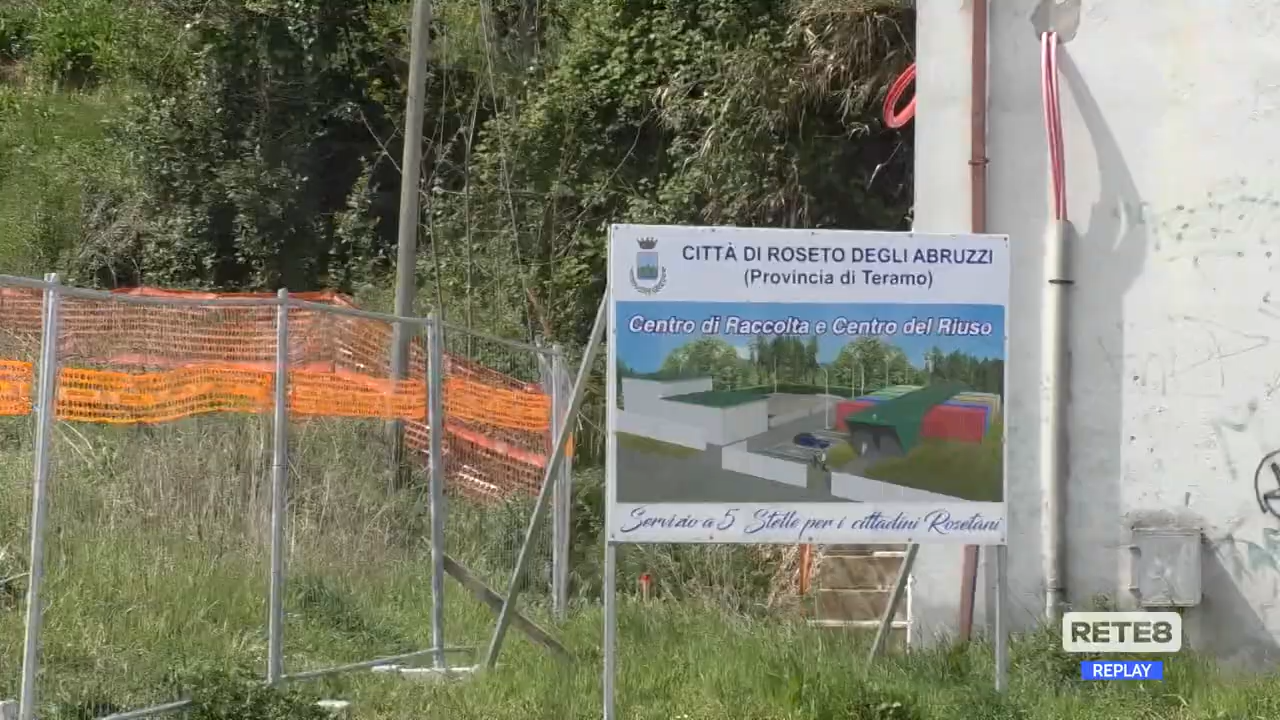 CITTÀ DI ROSETO DEGLI ABRUZZI
(Provincia di Teramo)
Centro di Raccolta e Centro del Riuso
Servizio a 5 Stelle per i cittadini Rosetani
RETE8
REPLAY